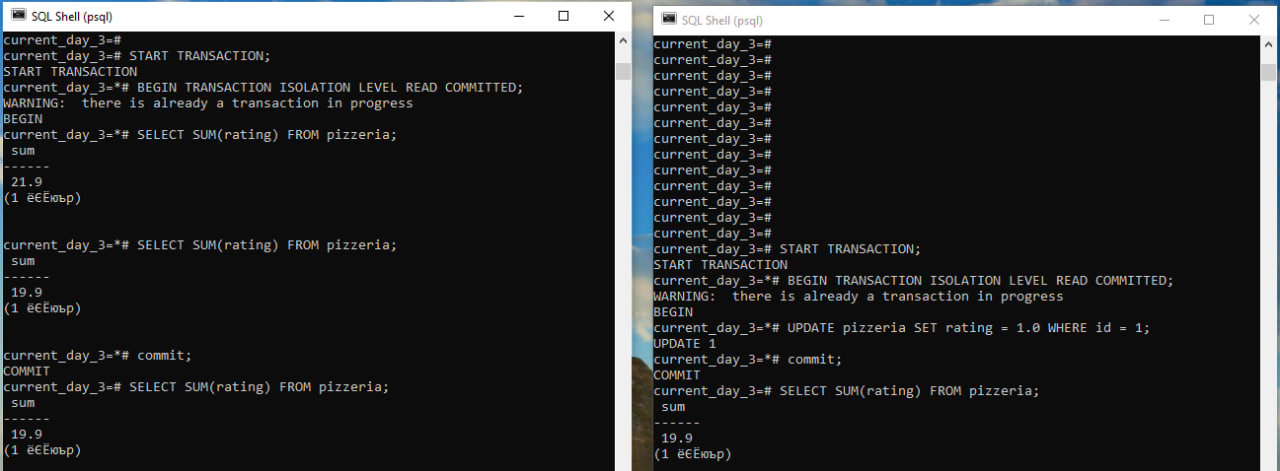 SQL Shell (psql)
current_day_3=#
current_day_3=# START TRANSACTION;
START TRANSACTION
current_day_3=*# BEGIN TRANSACTION ISOLATION LEVEL READ COMMITTED;
WARNING:  there is already a transaction in progress
BEGIN
current_day_3=*# SELECT SUM(rating) FROM pizzeria;
 sum
------
 21.9
(1 ёЄЁюър)
current_day_3=*# SELECT SUM(rating) FROM pizzeria;
 sum
------
 19.9
(1 ёЄЁюър)
current_day_3=*# commit;
COMMIT
current_day_3=# SELECT SUM(rating) FROM pizzeria;
 sum
------
 19.9
(1 ёЄЁюър)
SQL Shell (psql)
current_day_3=#
current_day_3=#
current_day_3=#
current_day_3=#
current_day_3=#
current_day_3=#
current_day_3=#
current_day_3=#
current_day_3=#
current_day_3=#
current_day_3=#
current_day_3=#
current_day_3=#
current_day_3=# START TRANSACTION;
START TRANSACTION
current_day_3=*# BEGIN TRANSACTION ISOLATION LEVEL READ COMMITTED;
WARNING:  there is already a transaction in progress
BEGIN
current_day_3=*# UPDATE pizzeria SET rating = 1.0 WHERE id = 1;
UPDATE 1
current_day_3=*# commit;
COMMIT
current_day_3=# SELECT SUM(rating) FROM pizzeria;
 sum
------
 19.9
(1 ёЄЁюър)